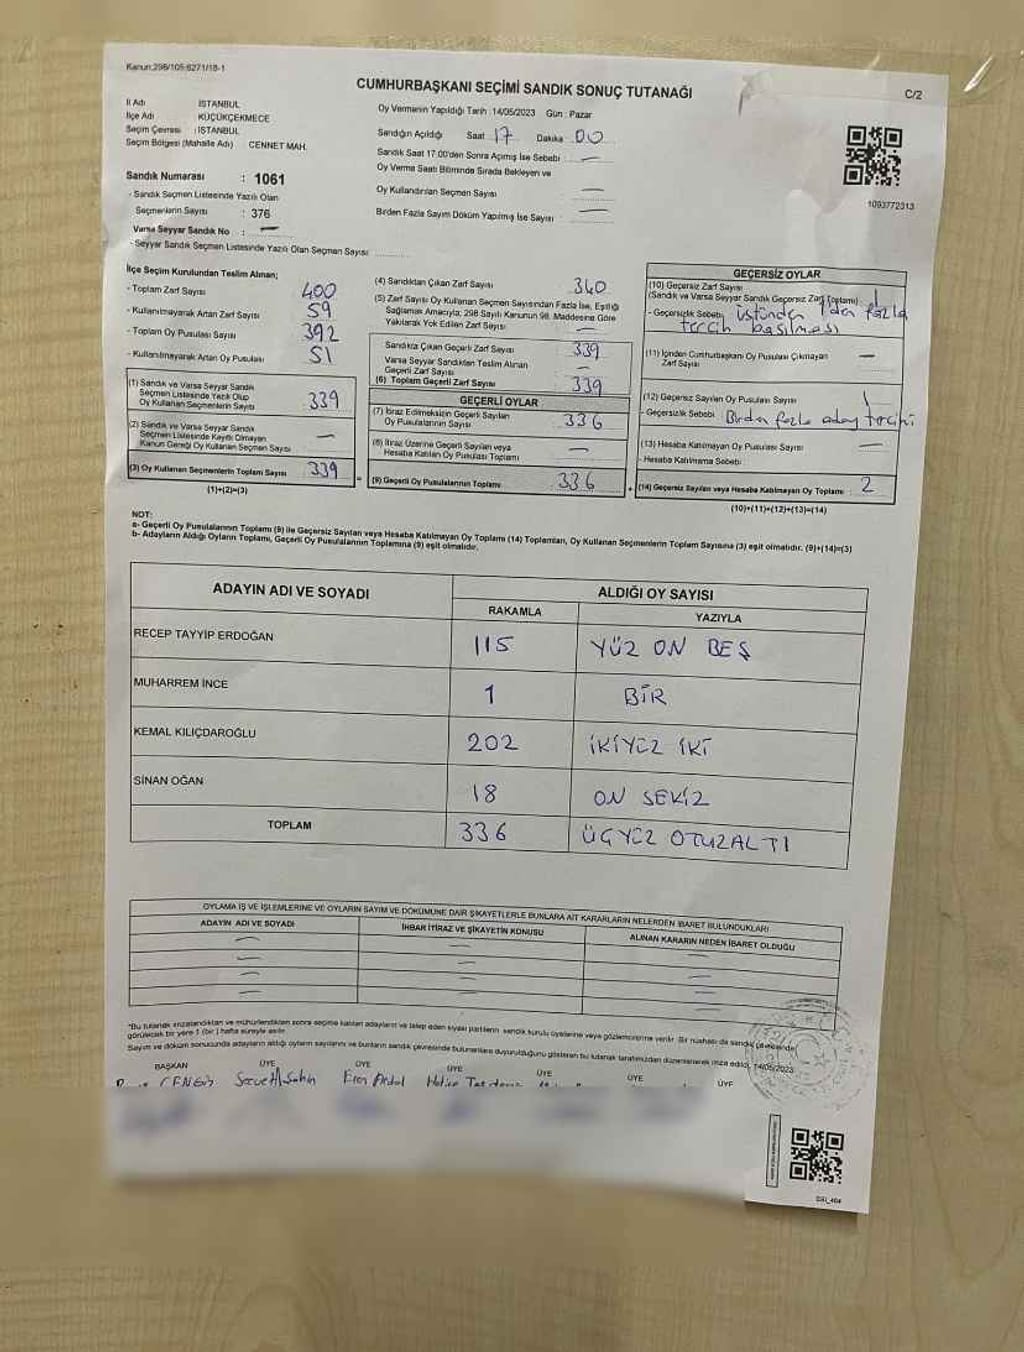 Kanun:298/105-6271/18-1
C/2
CUMHURBAŞKANI SEÇİMİ SANDIK SONUÇ TUTANAĞI
İl Adı İSTANBUL
İlçe Adı KÜÇÜKÇEKMECE
Seçim Çevresi : İSTANBUL
Seçim Bölgesi (Mahalle Adı) CENNET MAH.
Sandık Numarası : 1061
- Sandık Seçmen Listesinde Yazılı Olan
Seçmenlerin Sayısı : 376
Varsa Seyyar Sandık No : —
- Seyyar Sandık Seçmen Listesinde Yazılı Olan Seçmen Sayısı
Oy Vermenin Yapıldığı Tarih :14/05/2023 Gün : Pazar
Sandığın Açıldığı Saat 17 Dakika 00
Sandık Saat 17:00'den Sonra Açımış İse Sebebi —
Oy Verme Saati Bitiminde Sırada Bekleyen ve
Oy Kullandırılan Seçmen Sayısı —
Birden Fazla Sayım Döküm Yapılmış İse Sayısı —
1093772313
İlçe Seçim Kurulundan Teslim Alınan;
- Toplam Zarf Sayısı 400
- Kullanılmayarak Artan Zarf Sayısı 59
- Toplam Oy Pusulası Sayısı 392
- Kullanılmayarak Artan Oy Pusulası 51
(1) Sandık ve Varsa Seyyar Sandık
Seçmen Listesinde Yazılı Olup
Oy Kullanan Seçmenlerin Sayısı 339
(2) Sandık ve Varsa Seyyar Sandık
Seçmen Listesinde Kayıtlı Olmayan
Kanun Gereği Oy Kullanan Seçmen Sayısı —
(3) Oy Kullanan Seçmenlerin Toplam Sayısı 339
(1)+(2)=(3)
(4) Sandıktan Çıkan Zarf Sayısı 340
(5) Zarf Sayısı Oy Kullanan Seçmen Sayısından Fazla İse, Eşitliği
Sağlamak Amacıyla; 298 Sayılı Kanunun 98. Maddesine Göre
Yakılarak Yok Edilen Zarf Sayısı —
Sandıkta Çıkan Geçerli Zarf Sayısı 339
Varsa Seyyar Sandıktan Teslim Alınan
Geçerli Zarf Sayısı —
(6) Toplam Geçerli Zarf Sayısı 339
GEÇERLİ OYLAR
(7) İtiraz Edilmeksizin Geçerli Sayılan
Oy Pusulalarının Sayısı 336
(8) İtiraz Üzerine Geçerli Sayılan veya
Hesaba Katılan Oy Pusulası Toplamı —
(9) Geçerli Oy Pusulalarının Toplamı 336
GEÇERSİZ OYLAR
(10) Geçersiz Zarf Sayısı
(Sandık ve Varsa Seyyar Sandık Geçersiz Zarf Toplamı) 1
- Geçersizlik Sebebi üstünden 1'den fazla
tercih basılması
(11) İçinden Cumhurbaşkanı Oy Pusulası Çıkmayan
Zarf Sayısı —
(12) Geçersiz Sayılan Oy Pusulası Sayısı 1
- Geçersizlik Sebebi Birden fazla aday tercihi
(13) Hesaba Katılmayan Oy Pusulası Sayısı —
- Hesaba Katılmama Sebebi
(14) Geçersiz Sayılan veya Hesaba Katılmayan Oy Toplamı : 2
(10)+(11)+(12)+(13)=(14)
NOT:
a- Geçerli Oy Pusulalarının Toplamı (9) ile Geçersiz Sayılan veya Hesaba Katılmayan Oy Toplamı (14) Toplamları, Oy Kullanan Seçmenlerin Toplam Sayısına (3) eşit olmalıdır. (9)+(14)=(3)
b- Adayların Aldığı Oyların Toplamı, Geçerli Oy Pusulalarının Toplamına (9) eşit olmalıdır.
ADAYIN ADI VE SOYADI ALDIĞI OY SAYISI
RAKAMLA YAZIYLA
RECEP TAYYİP ERDOĞAN 115 YÜZ ON BEŞ
MUHARREM İNCE 1 BİR
KEMAL KILIÇDAROĞLU 202 İKİYÜZ İKİ
SİNAN OĞAN 18 ON SEKİZ
TOPLAM 336 ÜÇYÜZ OTUZALTI
OYLAMA İŞ VE İŞLEMLERİNE VE OYLARIN SAYIM VE DÖKÜMÜNE DAİR ŞİKAYETLERLE BUNLARA AİT KARARLARIN NELERDEN İBARET BULUNDUKLARI
ADAYIN ADI VE SOYADI İHBAR İTİRAZ VE ŞİKAYETİN KONUSU ALINAN KARARIN NEDEN İBARET OLDUĞU
— — —
— — —
— — —
— — —
*Bu tutanak imzalandıktan ve mühürlendikten sonra seçime katılan adayların ve talep eden siyasi partilerin sandık kurulu üyelerine veya gözlemcilerine verilir. Bir nüshası da sandık çevresinde
görülecek bir yere 1 (bir) hafta süreyle asılır.
Sayım ve döküm sonucunda adayların aldığı oyların sayılarını ve bunların sandık çevresinde bulunanlara duyurulduğunu gösteren bu tutanak tarafımızdan düzenlenerek imza edildi. 14/05/2023
BAŞKAN ÜYE ÜYE ÜYE ÜYE ÜYE ÜYE
CENGİZ Şahin Eren